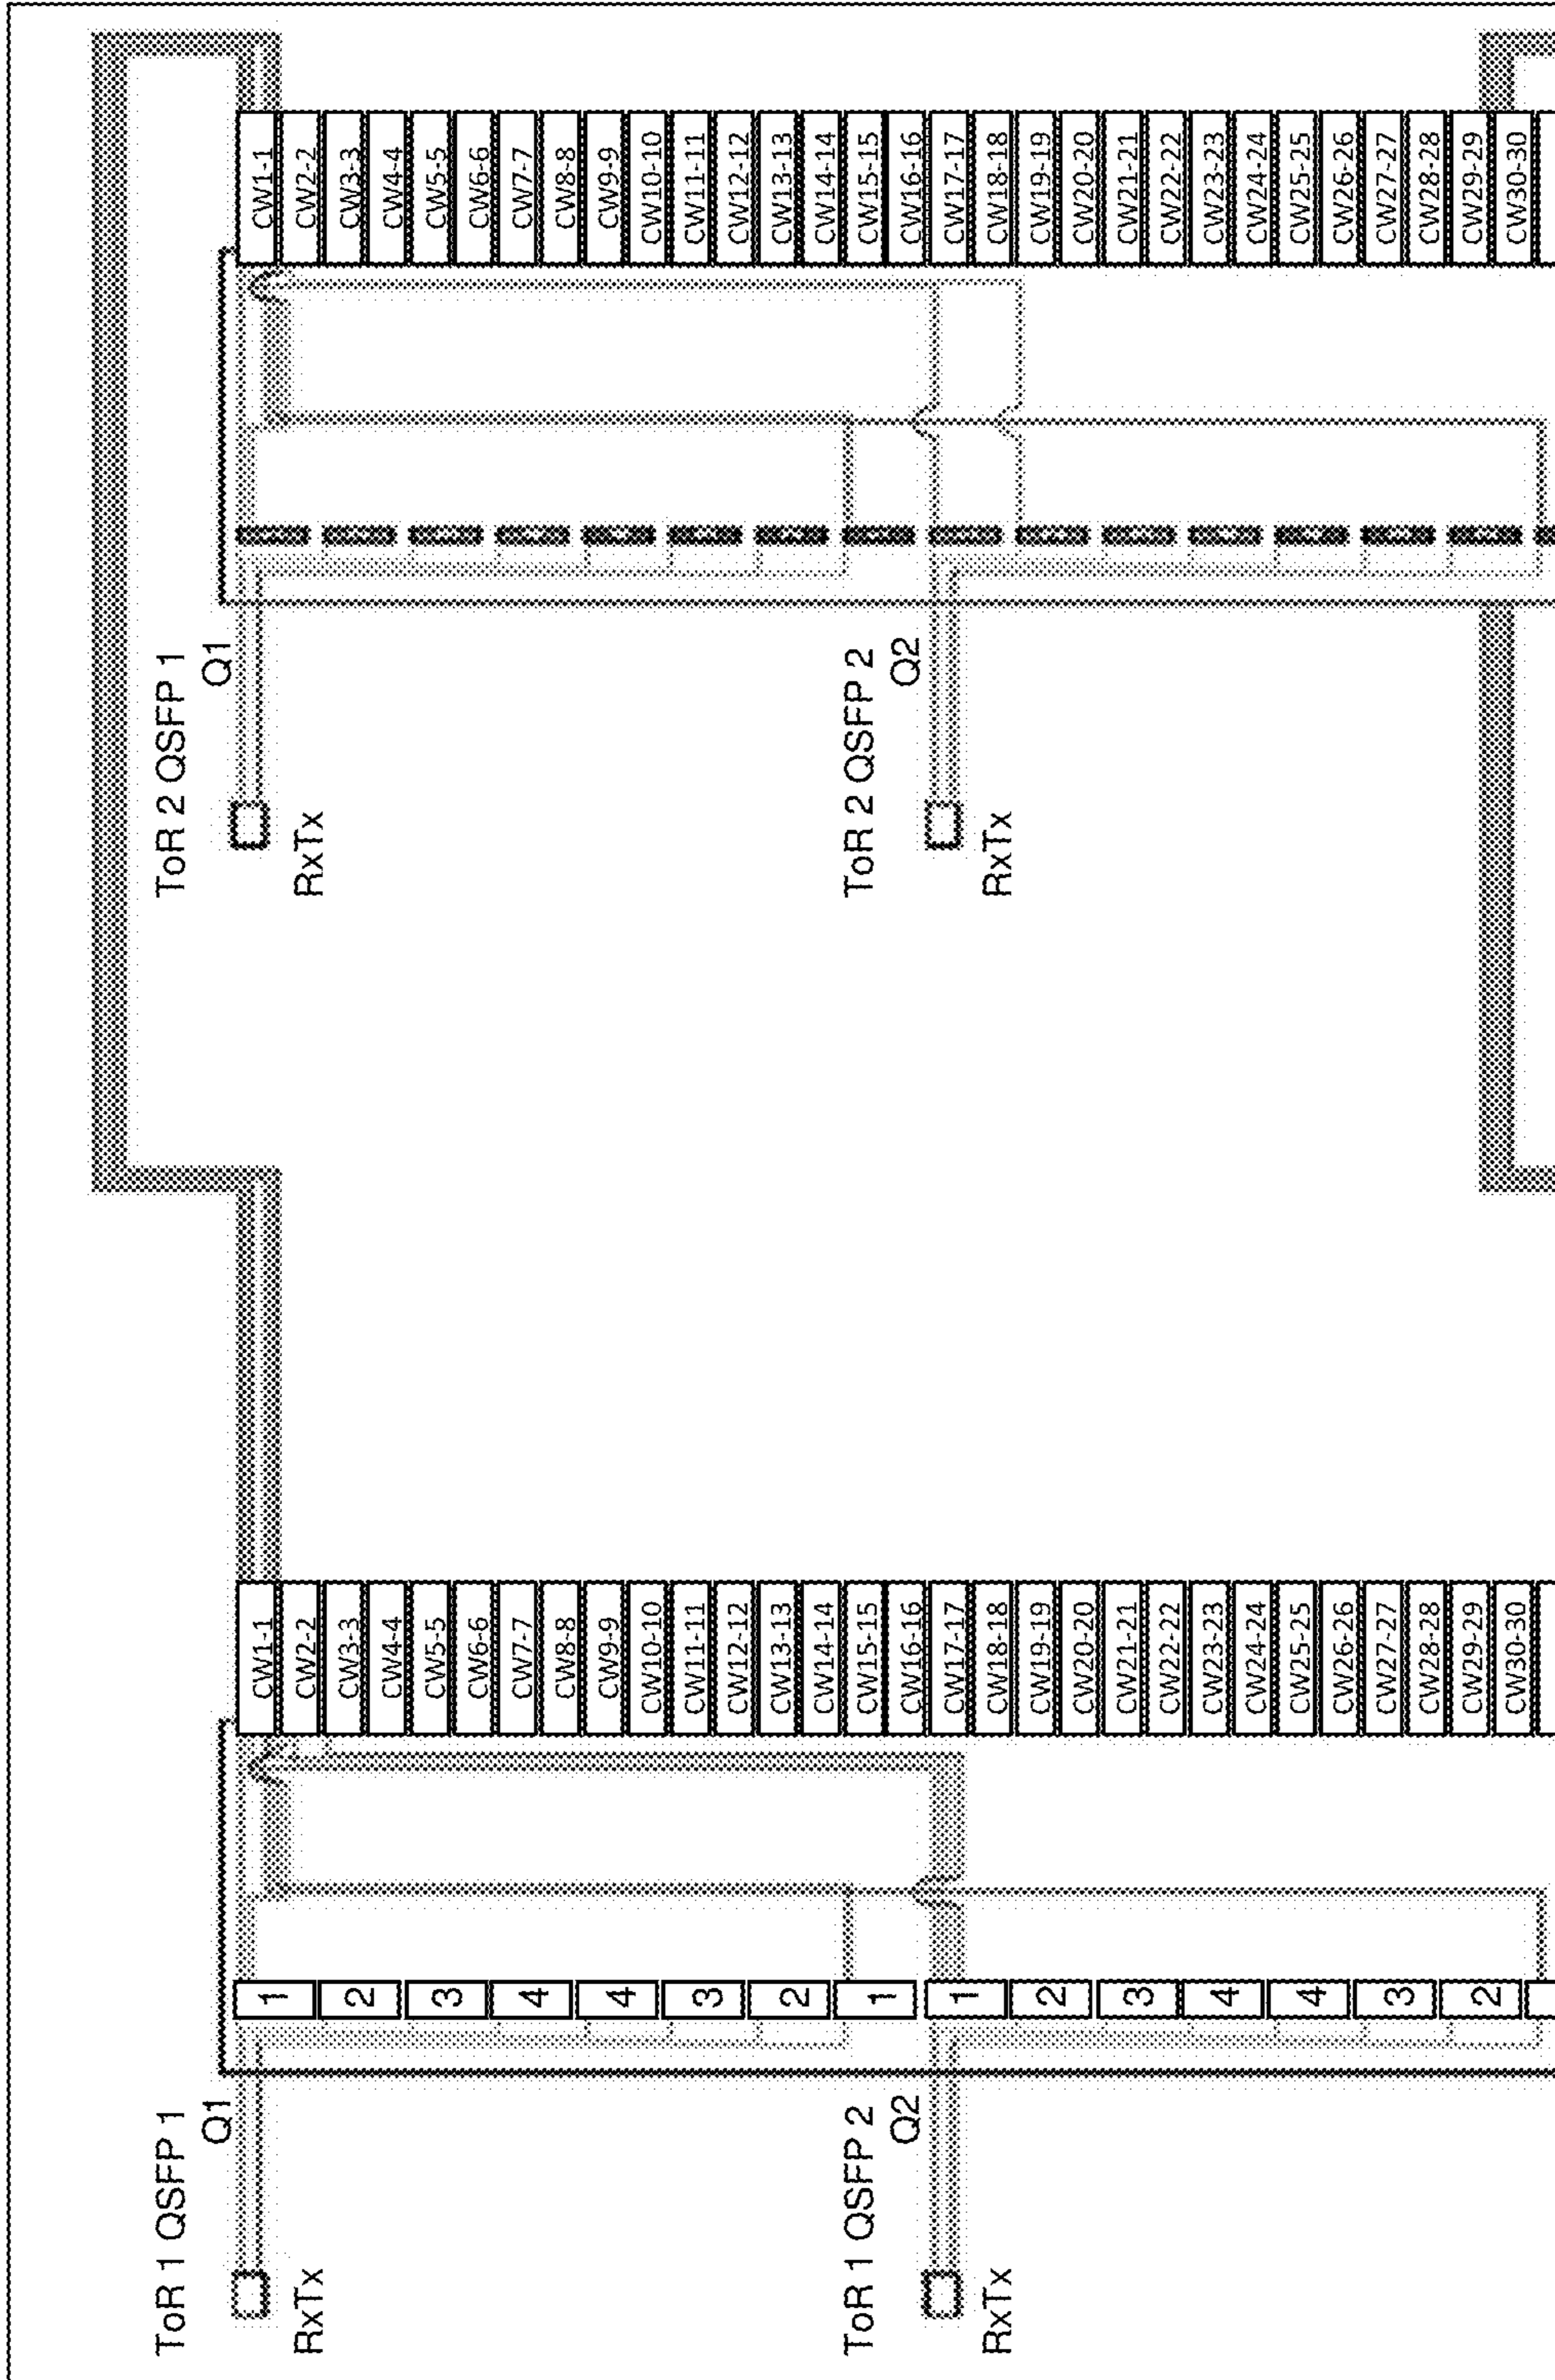 ToR 1 QSFP 1
Q1
RxTx
1
2
3
4
4
3
2
1
CW1-1
CW2-2
CW3-3
CW4-4
CW5-5
CW6-6
CW7-7
CW8-8
CW9-9
CW10-10
CW11-11
CW12-12
CW13-13
CW14-14
CW15-15
CW16-16
ToR 1 QSFP 2
Q2
RxTx
1
2
3
4
4
3
2
CW17-17
CW18-18
CW19-19
CW20-20
CW21-21
CW22-22
CW23-23
CW24-24
CW25-25
CW26-26
CW27-27
CW28-28
CW29-29
CW30-30
ToR 2 QSFP 1
Q1
RxTx
CW1-1
CW2-2
CW3-3
CW4-4
CW5-5
CW6-6
CW7-7
CW8-8
CW9-9
CW10-10
CW11-11
CW12-12
CW13-13
CW14-14
CW15-15
CW16-16
ToR 2 QSFP 2
Q2
RxTx
CW17-17
CW18-18
CW19-19
CW20-20
CW21-21
CW22-22
CW23-23
CW24-24
CW25-25
CW26-26
CW27-27
CW28-28
CW29-29
CW30-30